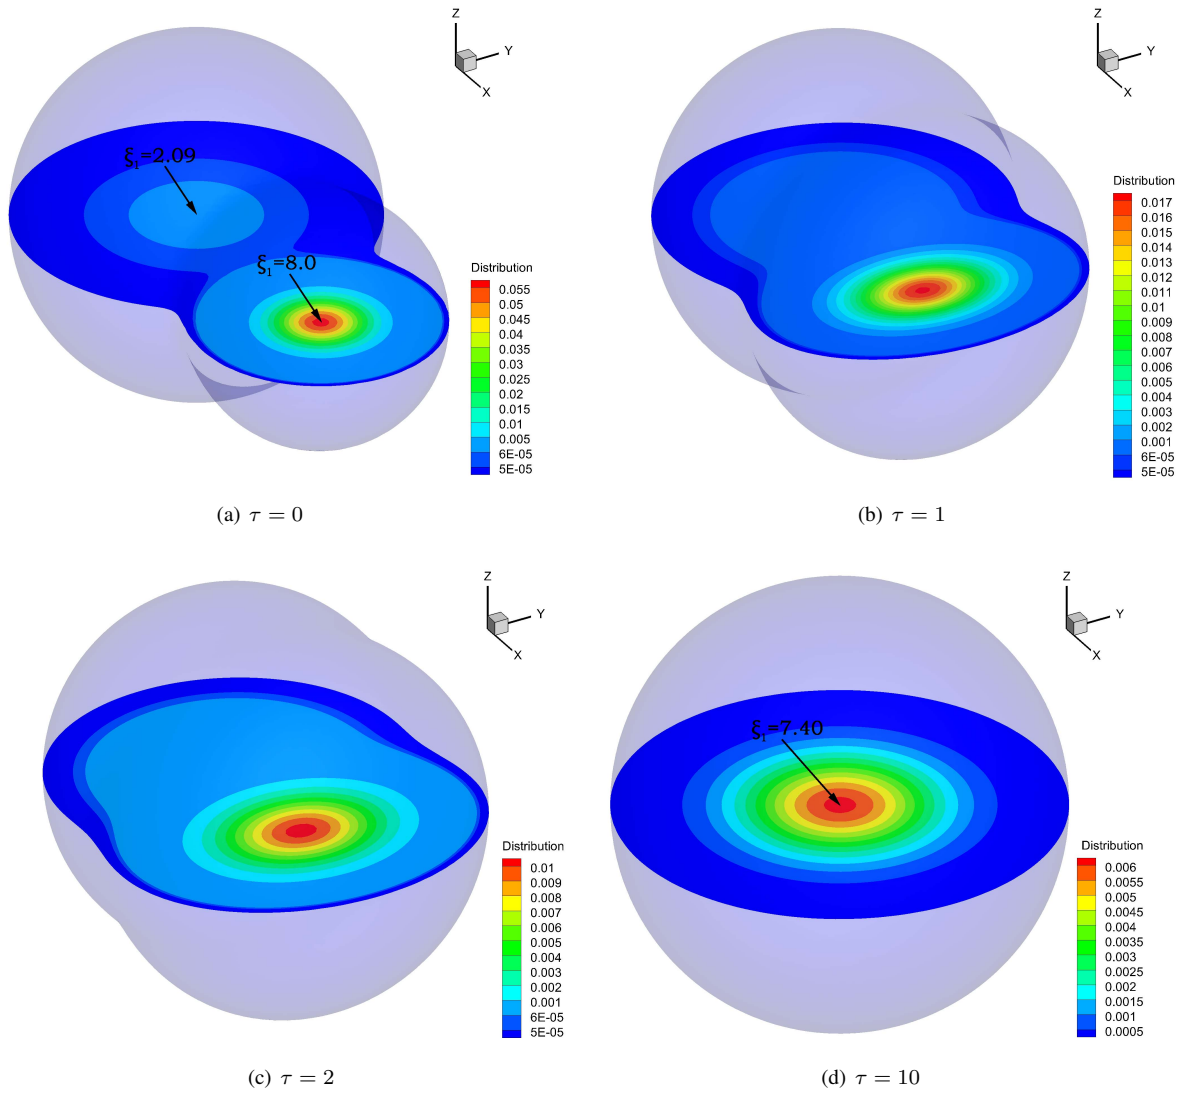 Z
Y
X
ξ₁=2.09
ξ₁=8.0
Distribution
0.055
0.05
0.045
0.04
0.035
0.03
0.025
0.02
0.015
0.01
0.005
6E-05
5E-05
(a) τ = 0
Z
Y
X
Distribution
0.017
0.016
0.015
0.014
0.013
0.012
0.011
0.01
0.009
0.008
0.007
0.006
0.005
0.004
0.003
0.002
0.001
6E-05
5E-05
(b) τ = 1
Z
Y
X
Distribution
0.01
0.009
0.008
0.007
0.006
0.005
0.004
0.003
0.002
0.001
6E-05
5E-05
(c) τ = 2
Z
Y
X
ξ₁=7.40
Distribution
0.006
0.0055
0.005
0.0045
0.004
0.0035
0.003
0.0025
0.002
0.0015
0.001
0.0005
(d) τ = 10